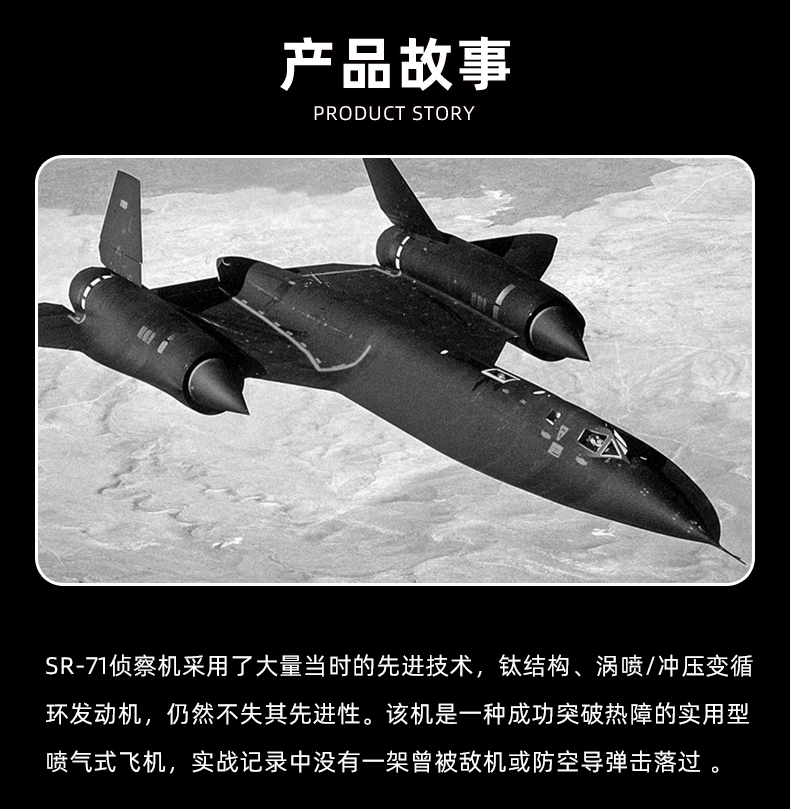 产品故事
PRODUCT STORY
SR-71侦察机采用了大量当时的先进技术，钛结构、涡喷/冲压变循
环发动机，仍然不失其先进性。该机是一种成功突破热障的实用型
喷气式飞机，实战记录中没有一架曾被敌机或防空导弹击落过 。